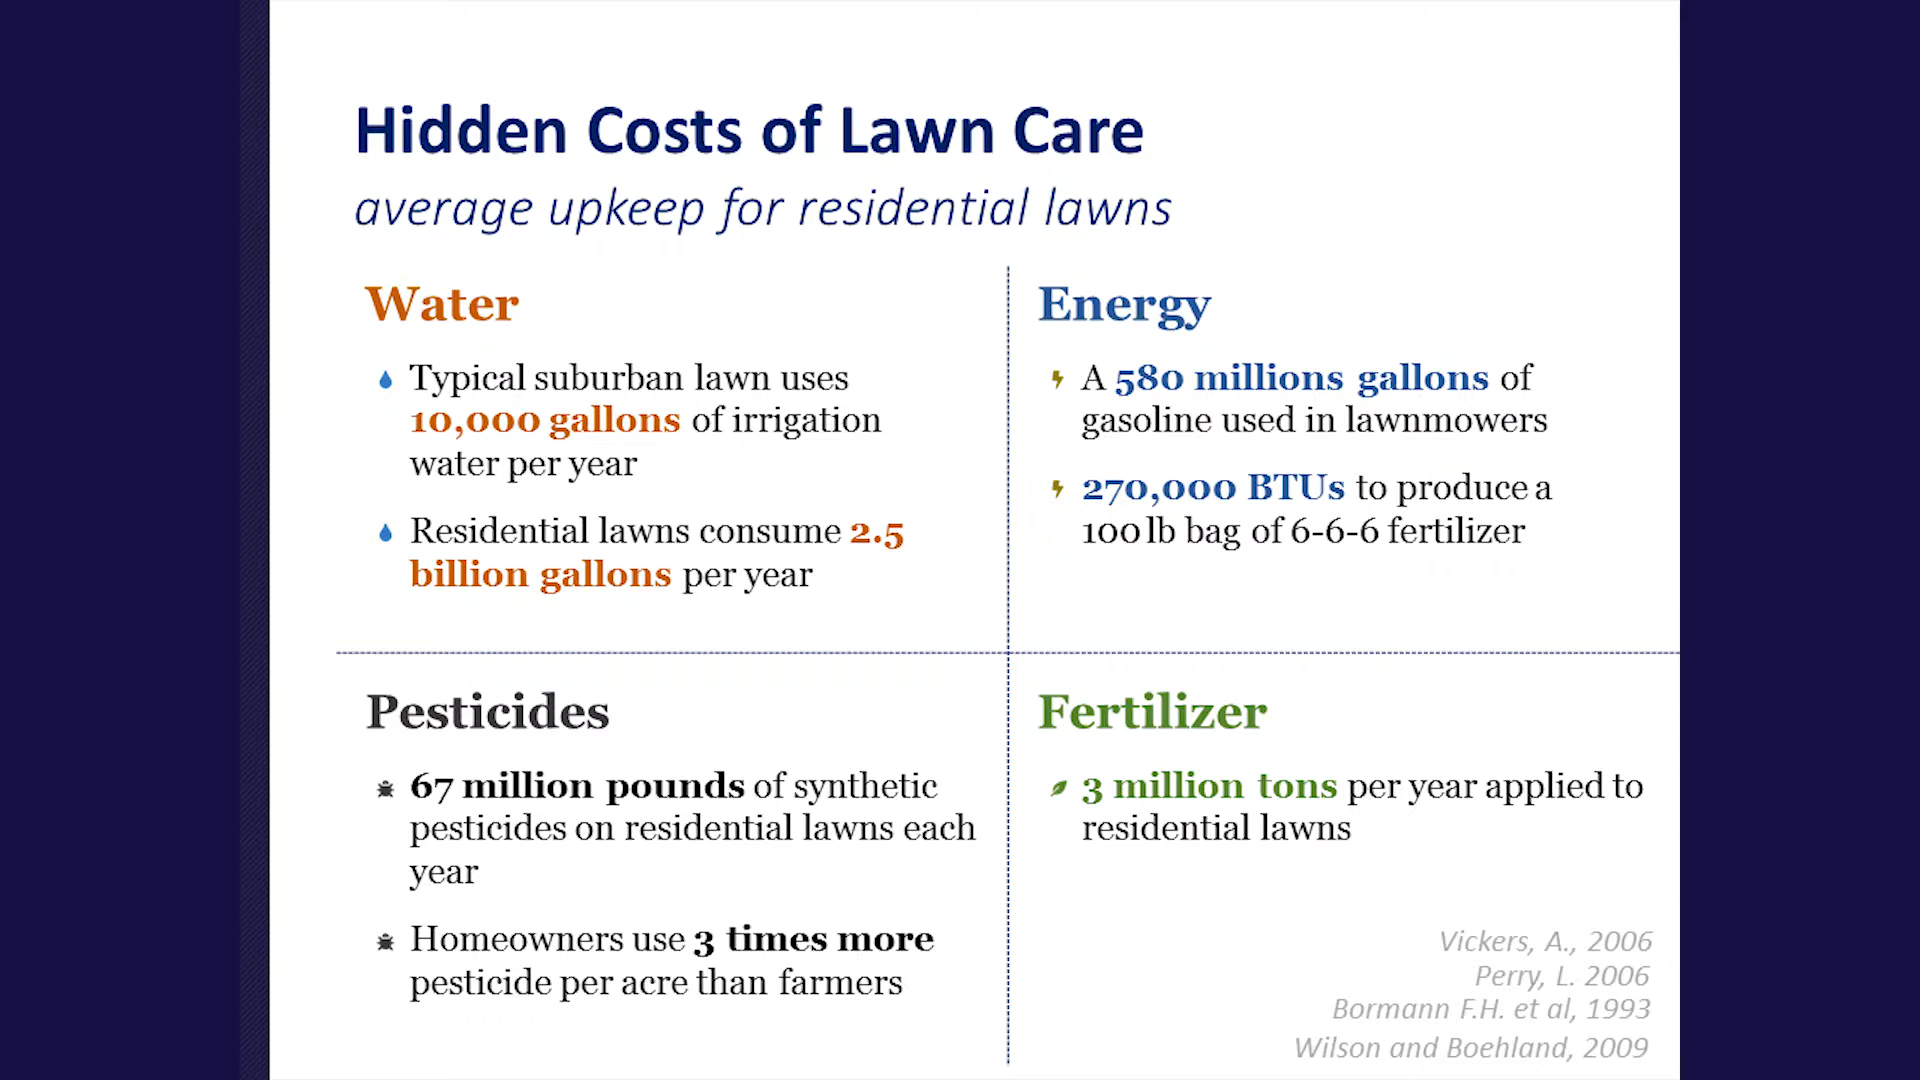 Hidden Costs of Lawn Care
average upkeep for residential lawns
Water
Typical suburban lawn uses
10,000 gallons of irrigation
water per year
Residential lawns consume 2.5
billion gallons per year
Energy
A 580 millions gallons of
gasoline used in lawnmowers
270,000 BTUs to produce a
100 lb bag of 6-6-6 fertilizer
Pesticides
67 million pounds of synthetic
pesticides on residential lawns each
year
Homeowners use 3 times more
pesticide per acre than farmers
Fertilizer
3 million tons per year applied to
residential lawns
Vickers, A., 2006
Perry, L. 2006
Bormann F.H. et al, 1993
Wilson and Boehland, 2009